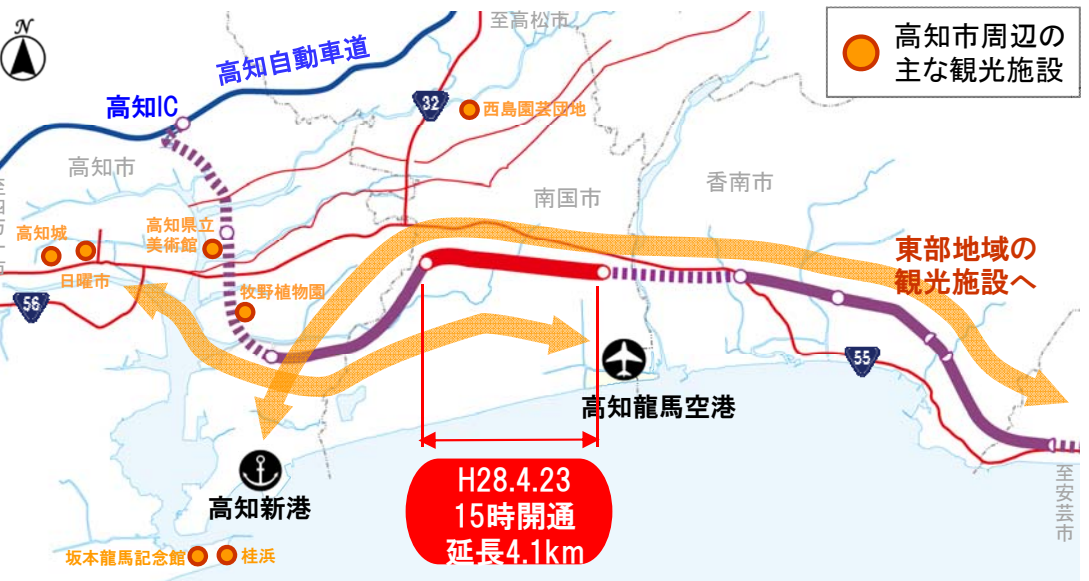 N
至高松市
高知市周辺の
主な観光施設
高知自動車道
高知IC
32
西島園芸団地
高知市
南国市
香南市
至四万十市
高知城
高知県立
美術館
日曜市
東部地域の
観光施設へ
牧野植物園
56
55
高知龍馬空港
高知新港
H28.4.23
15時開通
延長4.1km
至安芸市
坂本龍馬記念館
桂浜